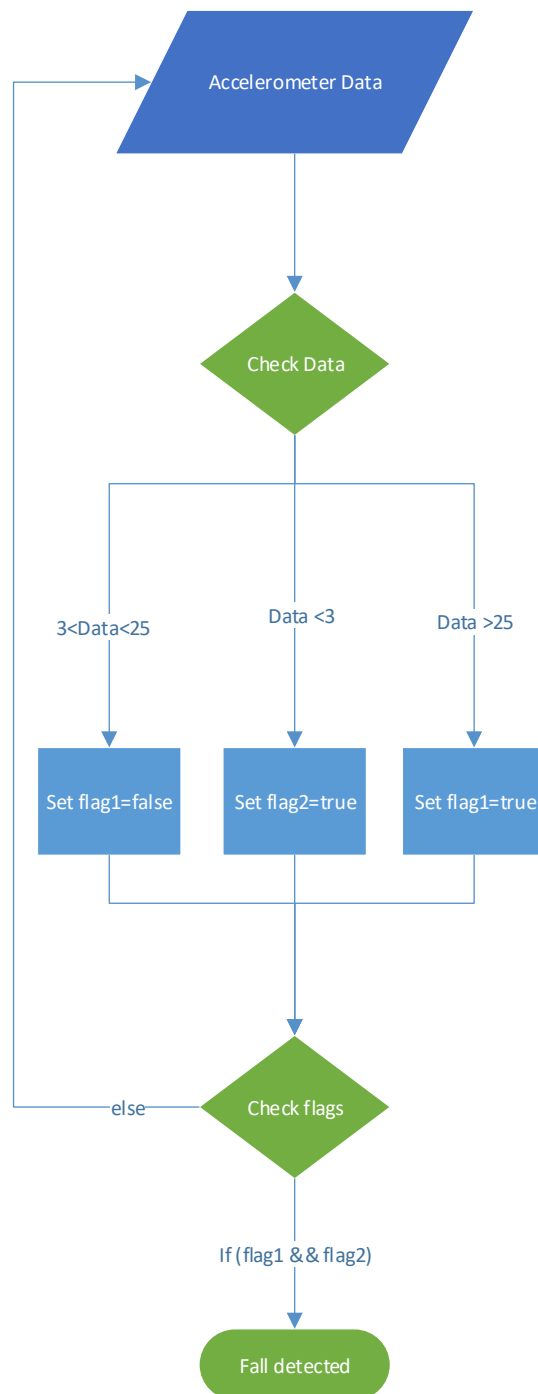 Accelerometer Data
Check Data
3<Data<25
Data <3
Data >25
Set flag1=false
Set flag2=true
Set flag1=true
else
Check flags
If (flag1 && flag2)
Fall detected